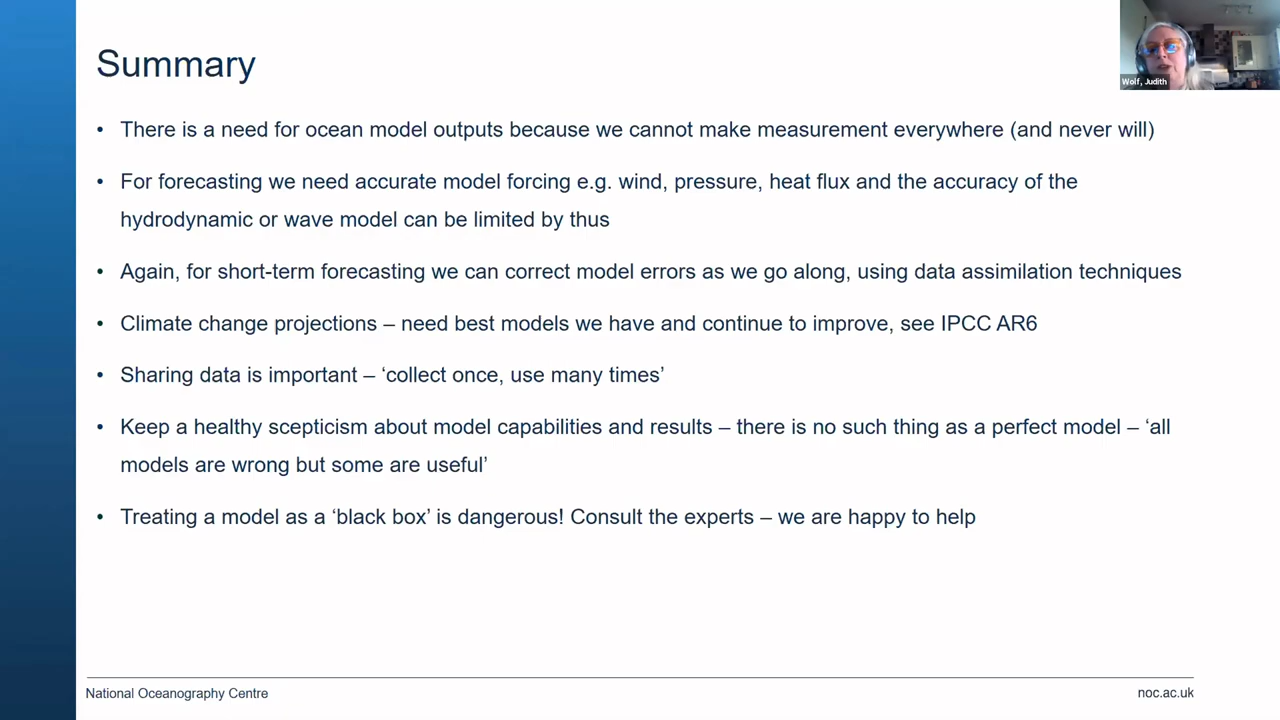 Summary
Wolf, Judith
• There is a need for ocean model outputs because we cannot make measurement everywhere (and never will)
• For forecasting we need accurate model forcing e.g. wind, pressure, heat flux and the accuracy of the
hydrodynamic or wave model can be limited by thus
• Again, for short-term forecasting we can correct model errors as we go along, using data assimilation techniques
• Climate change projections – need best models we have and continue to improve, see IPCC AR6
• Sharing data is important – ‘collect once, use many times’
• Keep a healthy scepticism about model capabilities and results – there is no such thing as a perfect model – ‘all
models are wrong but some are useful’
• Treating a model as a ‘black box’ is dangerous! Consult the experts – we are happy to help
National Oceanography Centre
noc.ac.uk